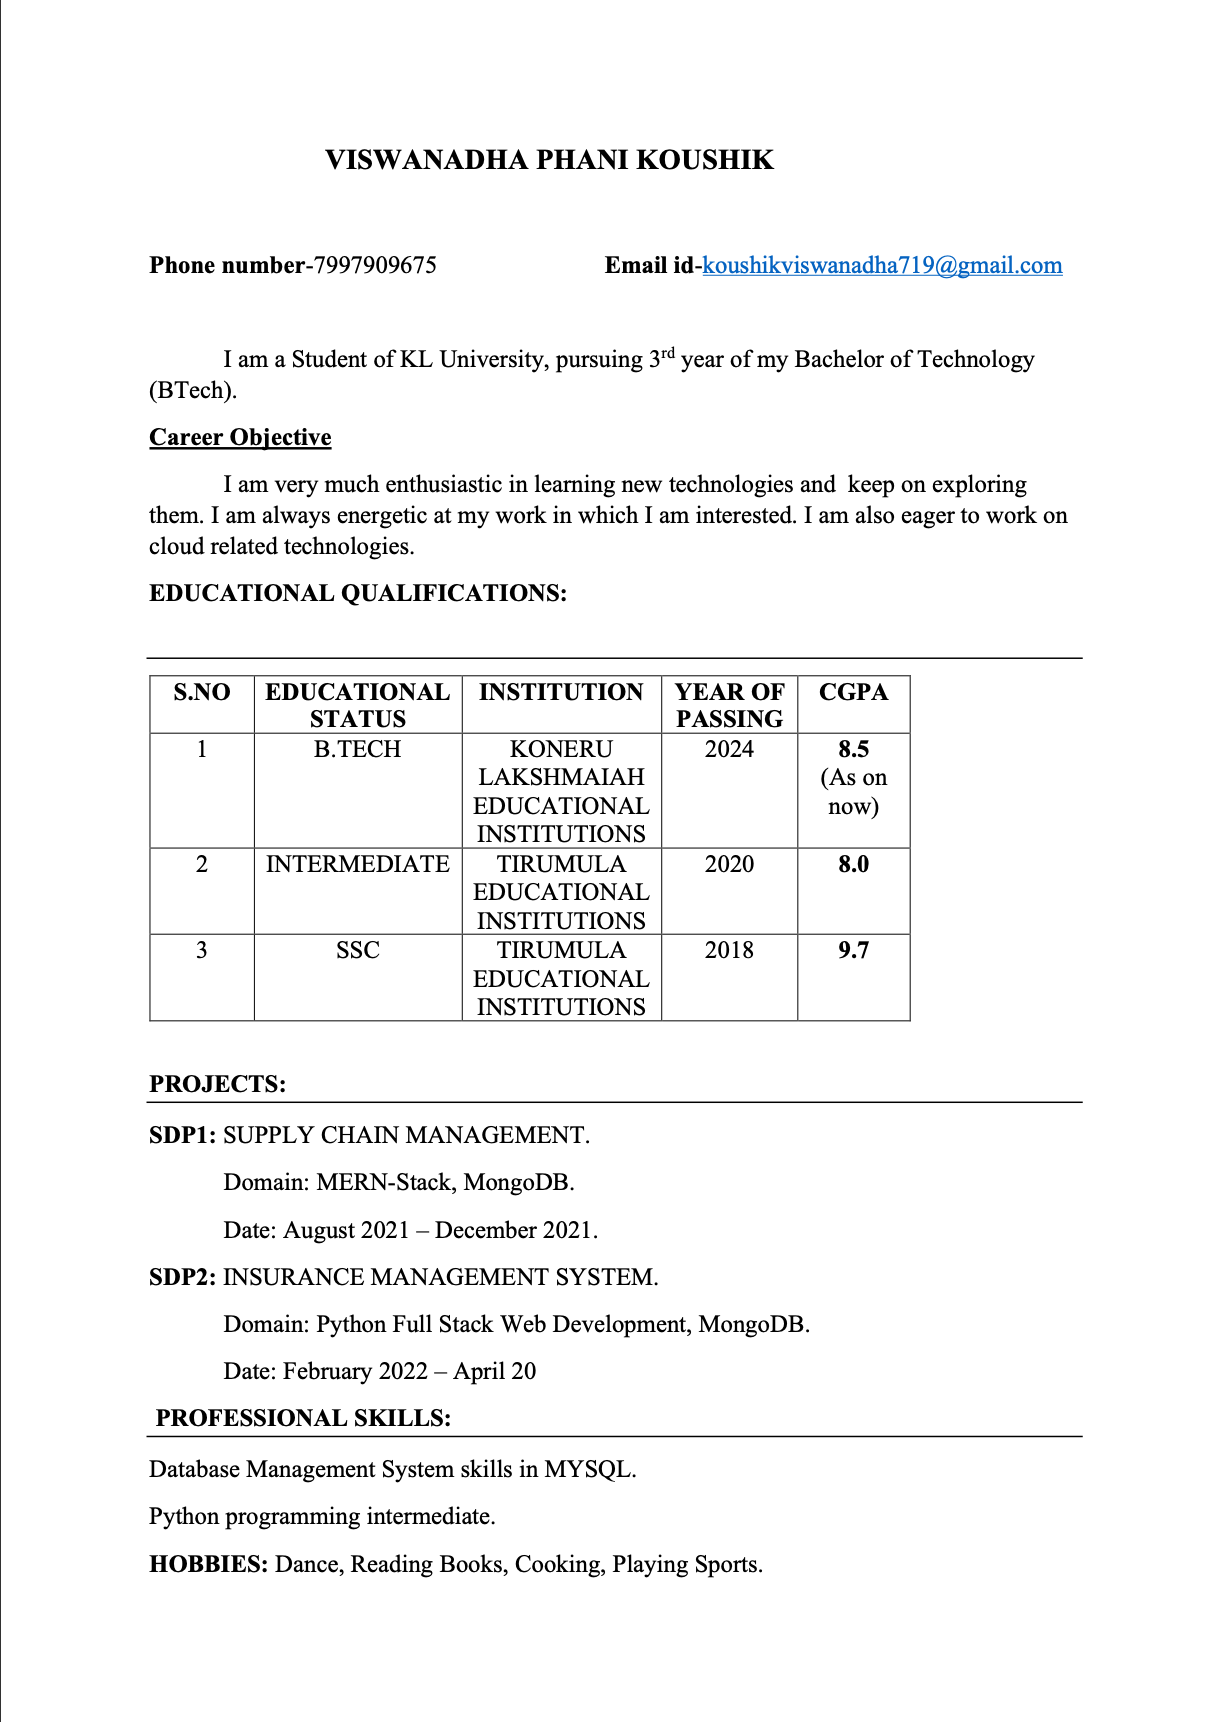 VISWANADHA PHANI KOUSHIK
Phone number-7997909675 Email id-koushikviswanadha719@gmail.com
I am a Student of KL University, pursuing 3rd year of my Bachelor of Technology
(BTech).
Career Objective
I am very much enthusiastic in learning new technologies and  keep on exploring
them. I am always energetic at my work in which I am interested. I am also eager to work on
cloud related technologies.
EDUCATIONAL QUALIFICATIONS:
S.NO EDUCATIONAL INSTITUTION YEAR OF CGPA
STATUS PASSING
1 B.TECH KONERU 2024 8.5
LAKSHMAIAH (As on
EDUCATIONAL now)
INSTITUTIONS
2 INTERMEDIATE TIRUMULA 2020 8.0
EDUCATIONAL
INSTITUTIONS
3 SSC TIRUMULA 2018 9.7
EDUCATIONAL
INSTITUTIONS
PROJECTS:
SDP1: SUPPLY CHAIN MANAGEMENT.
Domain: MERN-Stack, MongoDB.
Date: August 2021 – December 2021.
SDP2: INSURANCE MANAGEMENT SYSTEM.
Domain: Python Full Stack Web Development, MongoDB.
Date: February 2022 – April 20
PROFESSIONAL SKILLS:
Database Management System skills in MYSQL.
Python programming intermediate.
HOBBIES: Dance, Reading Books, Cooking, Playing Sports.